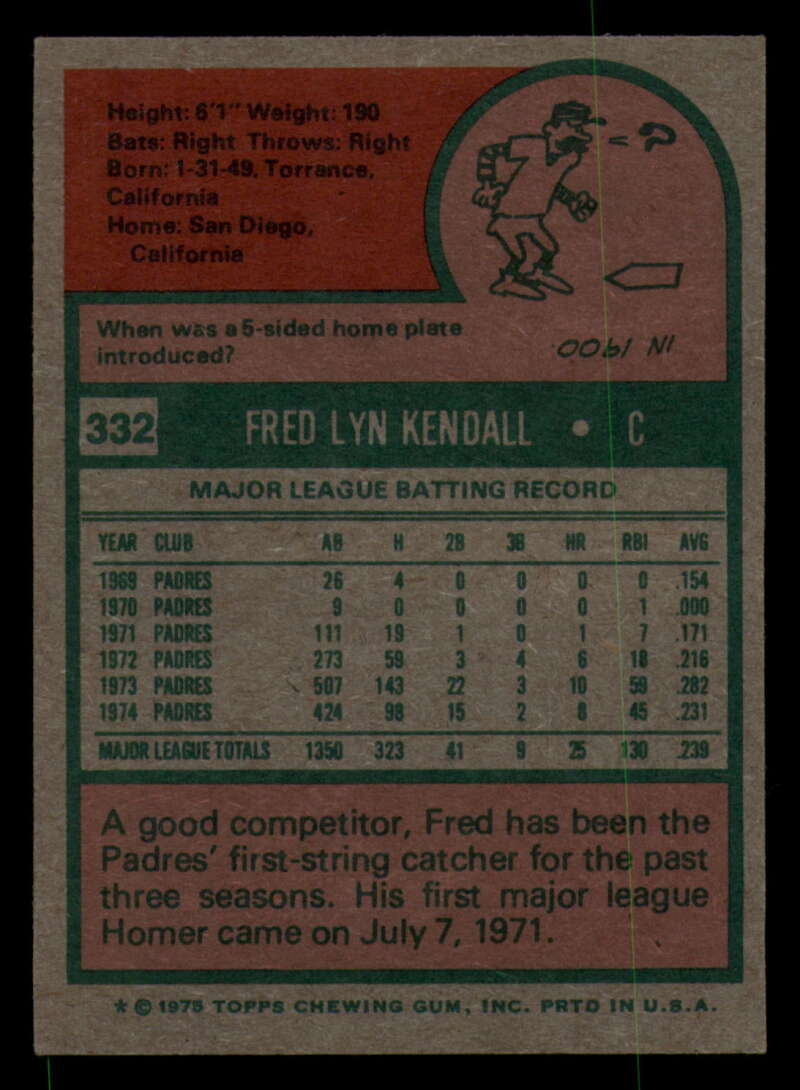 Height: 6'1" Weight: 190
Bats: Right Throws: Right
Born: 1-31-49, Torrance,
California
Home: San Diego,
California
?
When was a 5-sided home plate
introduced?
IN 1900
332 FRED LYN KENDALL • C
MAJOR LEAGUE BATTING RECORD
YEAR CLUB AB H 2B 3B HR RBI AVG
1969 PADRES 26 4 0 0 0 0 .154
1970 PADRES 9 0 0 0 0 1 .000
1971 PADRES 111 19 1 0 1 7 .171
1972 PADRES 273 59 3 4 6 18 .216
1973 PADRES 507 143 22 3 10 59 .282
1974 PADRES 424 98 15 2 8 45 .231
MAJOR LEAGUE TOTALS 1350 323 41 9 25 130 .239
A good competitor, Fred has been the
Padres' first-string catcher for the past
three seasons. His first major league
Homer came on July 7, 1971.
* © 1975 TOPPS CHEWING GUM, INC. PRTD IN U.S.A.